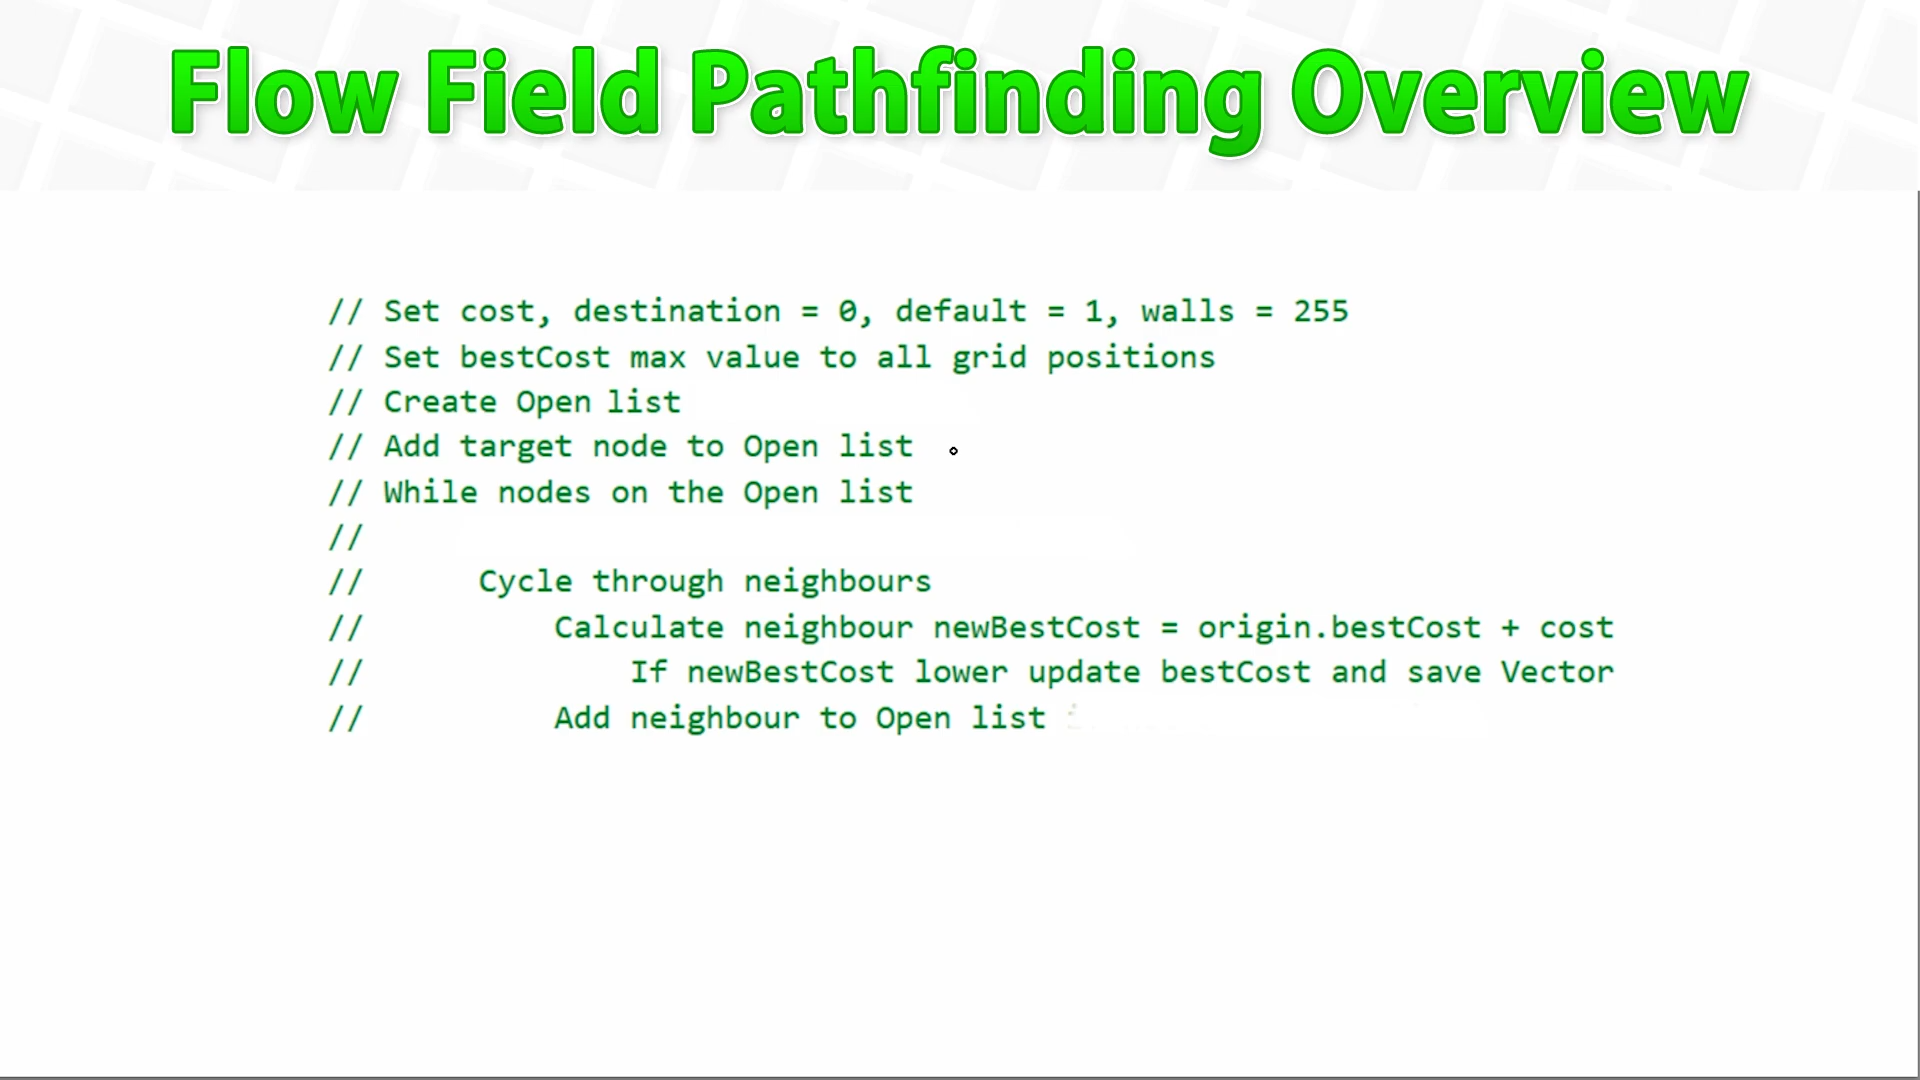 Flow Field Pathfinding Overview
// Set cost, destination = 0, default = 1, walls = 255
// Set bestCost max value to all grid positions
// Create Open list
// Add target node to Open list
// While nodes on the Open list
//
// Cycle through neighbours
// Calculate neighbour newBestCost = origin.bestCost + cost
// If newBestCost lower update bestCost and save Vector
// Add neighbour to Open list